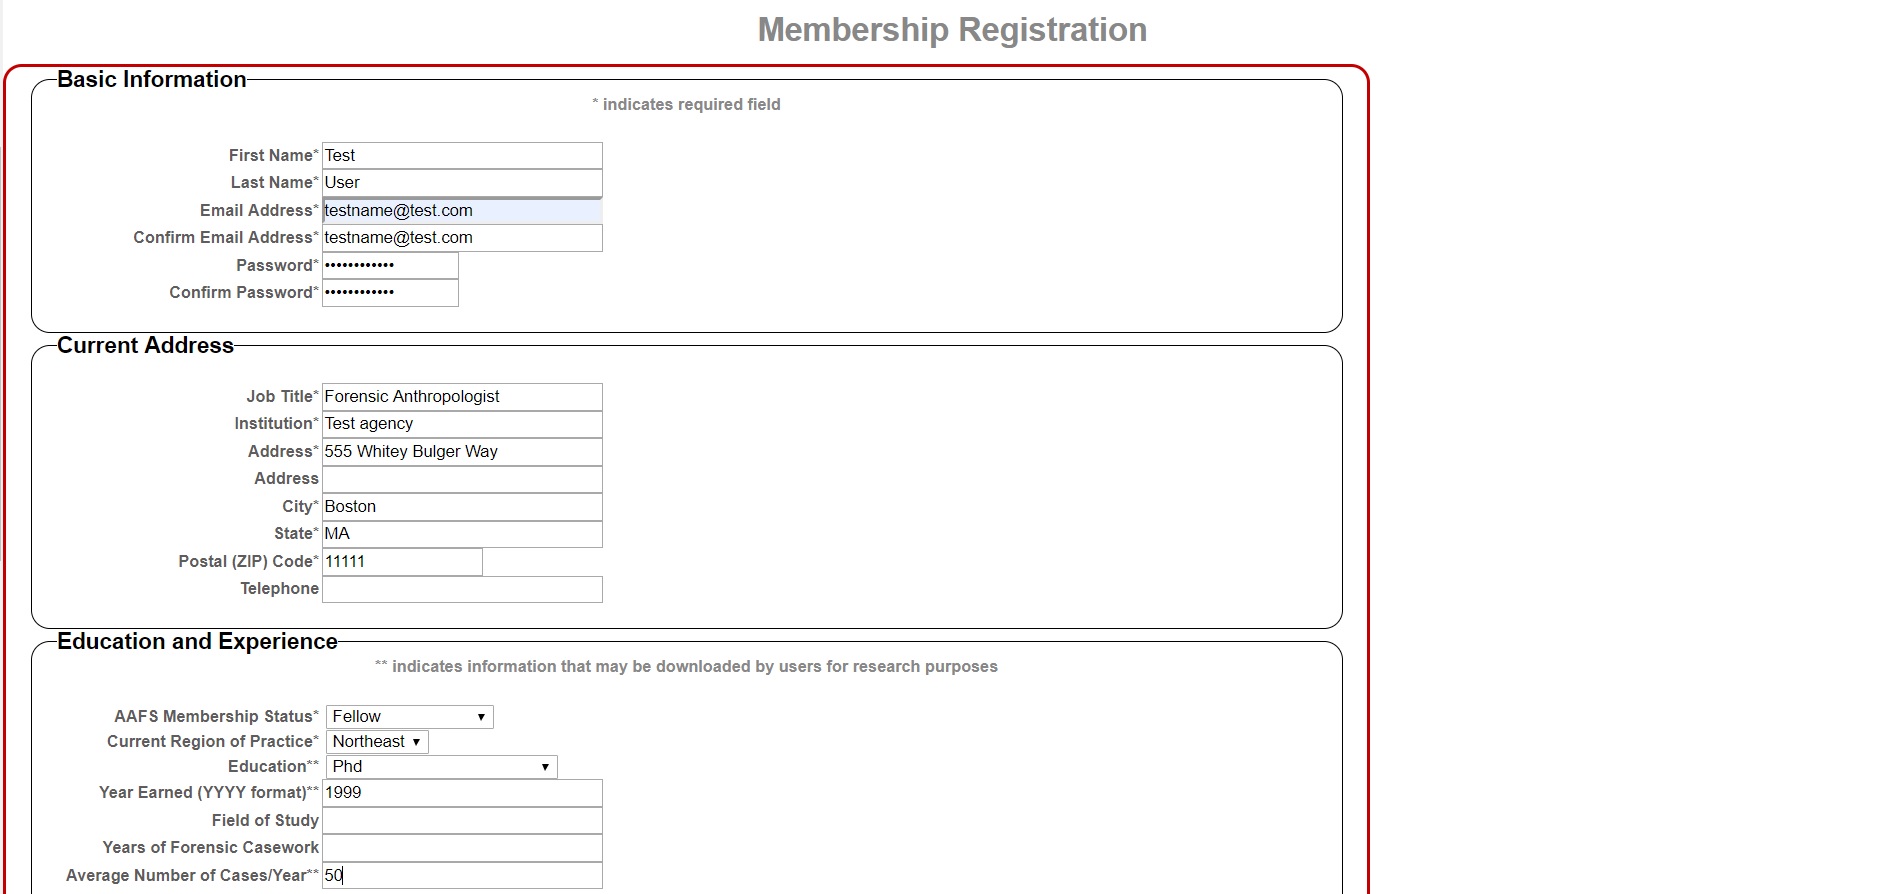 Membership Registration
Basic Information
* indicates required field
First Name* Test
Last Name* User
Email Address* testname@test.com
Confirm Email Address* testname@test.com
Password* ••••••••••••
Confirm Password* ••••••••••••
Current Address
Job Title* Forensic Anthropologist
Institution* Test agency
Address* 555 Whitey Bulger Way
Address
City* Boston
State* MA
Postal (ZIP) Code* 11111
Telephone
Education and Experience
** indicates information that may be downloaded by users for research purposes
AAFS Membership Status* Fellow
Current Region of Practice* Northeast
Education** Phd
Year Earned (YYYY format)** 1999
Field of Study
Years of Forensic Casework
Average Number of Cases/Year** 50